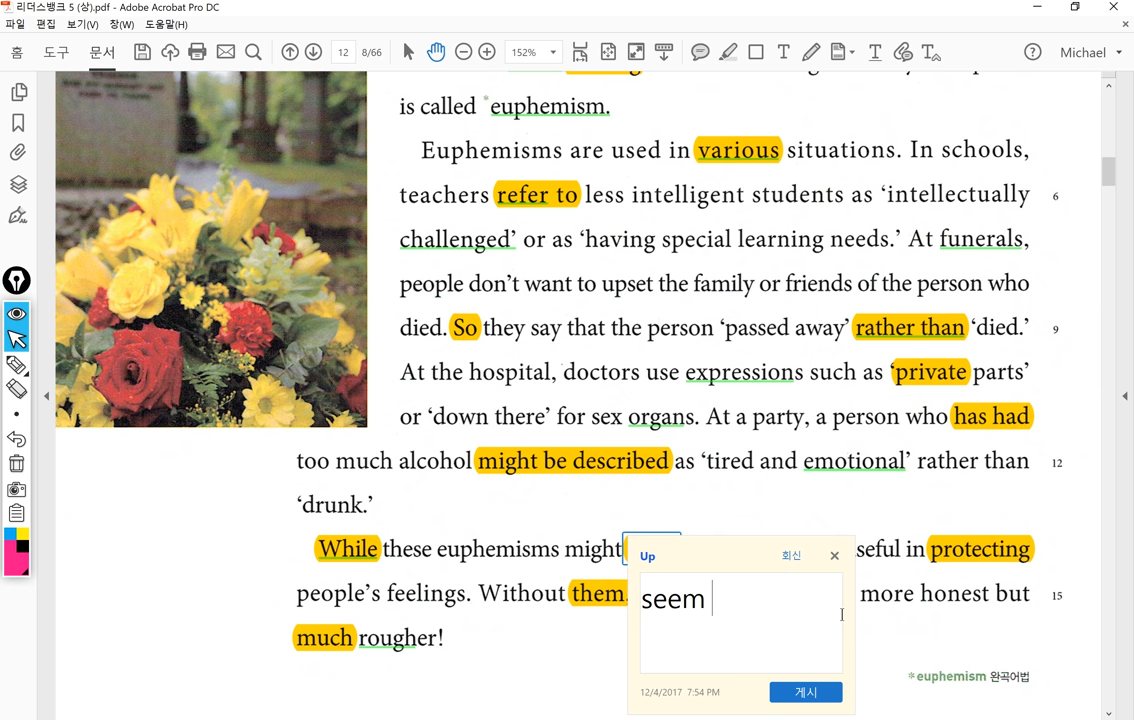 리더스뱅크 5 (상).pdf - Adobe Acrobat Pro DC
파일 편집 보기(V) 창(W) 도움말(H)
홈 도구 문서 12 8/66 152% Michael
is called *euphemism.
Euphemisms are used in various situations. In schools,
teachers refer to less intelligent students as ‘intellectually 6
challenged’ or as ‘having special learning needs.’ At funerals,
people don’t want to upset the family or friends of the person who
died. So they say that the person ‘passed away’ rather than ‘died.’ 9
At the hospital, doctors use expressions such as ‘private parts’
or ‘down there’ for sex organs. At a party, a person who has had
too much alcohol might be described as ‘tired and emotional’ rather than 12
‘drunk.’
While these euphemisms might seful in protecting
people’s feelings. Without them. more honest but 15
much rougher!
Up 회신
seem
12/4/2017 7:54 PM 게시
*euphemism 완곡어법